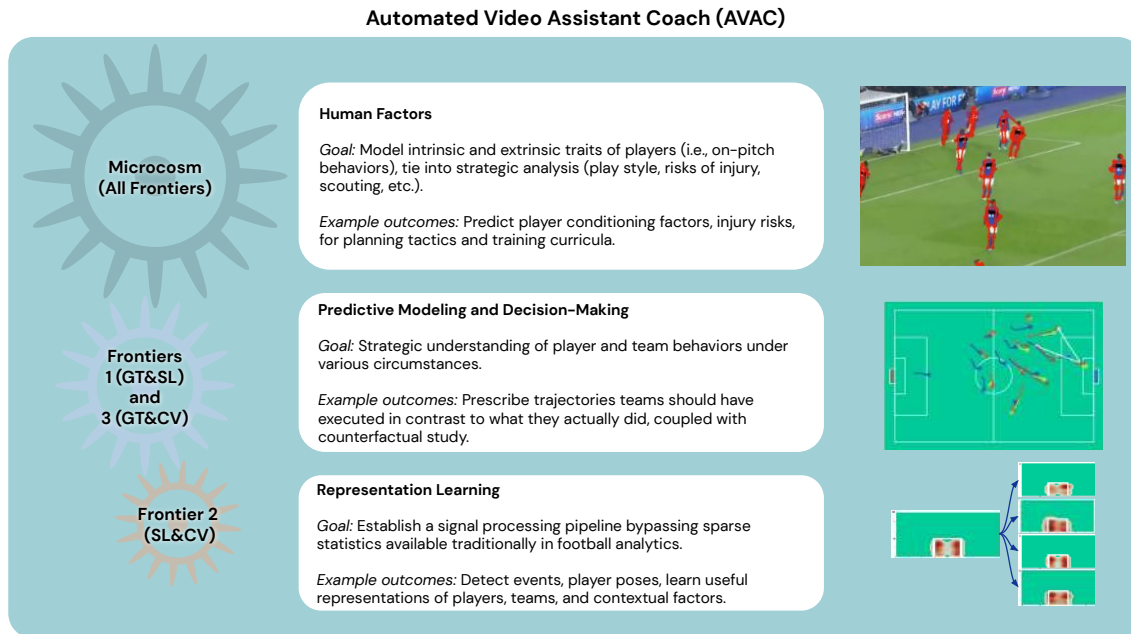 Automated Video Assistant Coach (AVAC)
Microcosm
(All Frontiers)
Human Factors
Goal: Model intrinsic and extrinsic traits of players (i.e., on-pitch
behaviors), tie into strategic analysis (play style, risks of injury,
scouting, etc.).
Example outcomes: Predict player conditioning factors, injury risks,
for planning tactics and training curricula.
PLAY FOR
Frontiers
1 (GT&SL)
and
3 (GT&CV)
Predictive Modeling and Decision-Making
Goal: Strategic understanding of player and team behaviors under
various circumstances.
Example outcomes: Prescribe trajectories teams should have
executed in contrast to what they actually did, coupled with
counterfactual study.
Frontier 2
(SL&CV)
Representation Learning
Goal: Establish a signal processing pipeline bypassing sparse
statistics available traditionally in football analytics.
Example outcomes: Detect events, player poses, learn useful
representations of players, teams, and contextual factors.